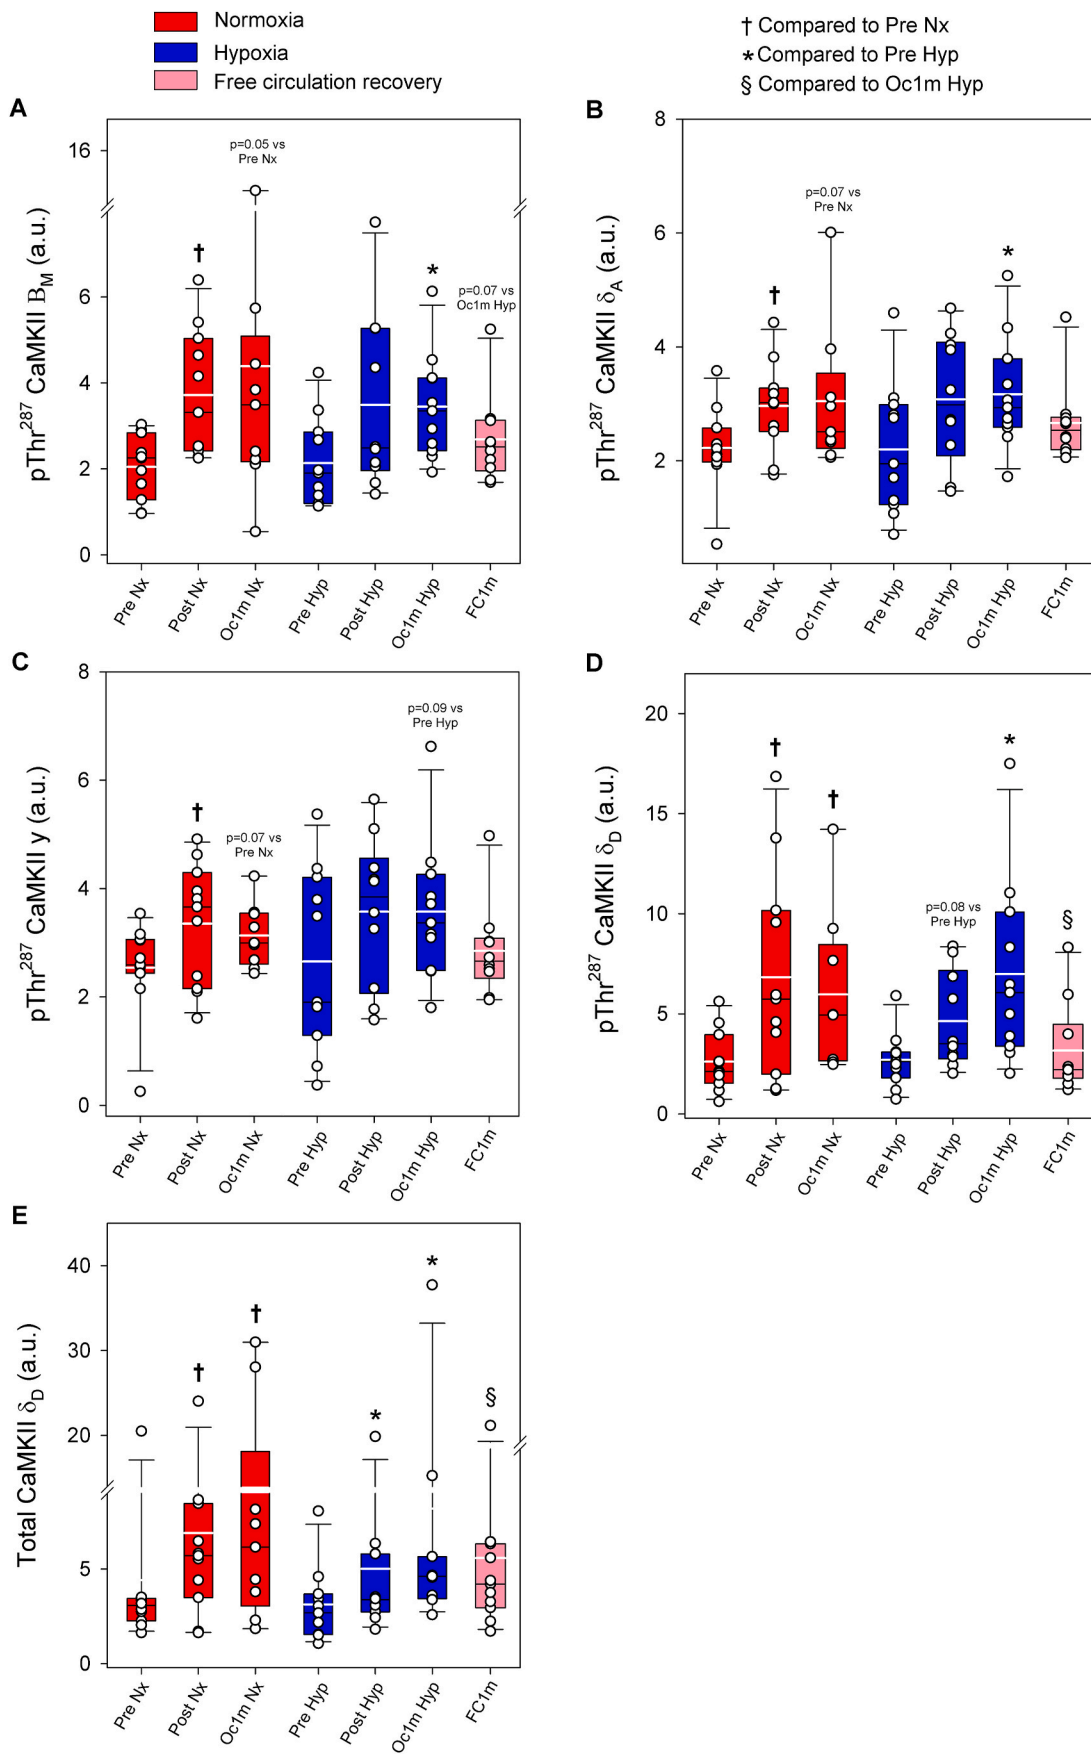 Normoxia
Hypoxia
Free circulation recovery
† Compared to Pre Nx
* Compared to Pre Hyp
§ Compared to Oc1m Hyp
A
pThr²⁸⁷ CaMKII Β_M (a.u.)
16
6
4
2
0
p=0.05 vs
Pre Nx
†
*
p=0.07 vs
Oc1m Hyp
Pre Nx
Post Nx
Oc1m Nx
Pre Hyp
Post Hyp
Oc1m Hyp
FC1m
B
pThr²⁸⁷ CaMKII δ_A (a.u.)
8
6
4
2
†
p=0.07 vs
Pre Nx
*
Pre Nx
Post Nx
Oc1m Nx
Pre Hyp
Post Hyp
Oc1m Hyp
FC1m
C
pThr²⁸⁷ CaMKII y (a.u.)
8
6
4
2
0
†
p=0.07 vs
Pre Nx
p=0.09 vs
Pre Hyp
Pre Nx
Post Nx
Oc1m Nx
Pre Hyp
Post Hyp
Oc1m Hyp
FC1m
D
pThr²⁸⁷ CaMKII δ_D (a.u.)
20
15
10
5
0
†
†
p=0.08 vs
Pre Hyp
*
§
Pre Nx
Post Nx
Oc1m Nx
Pre Hyp
Post Hyp
Oc1m Hyp
FC1m
E
Total CaMKII δ_D (a.u.)
40
30
20
5
0
†
†
*
*
§
Pre Nx
Post Nx
Oc1m Nx
Pre Hyp
Post Hyp
Oc1m Hyp
FC1m